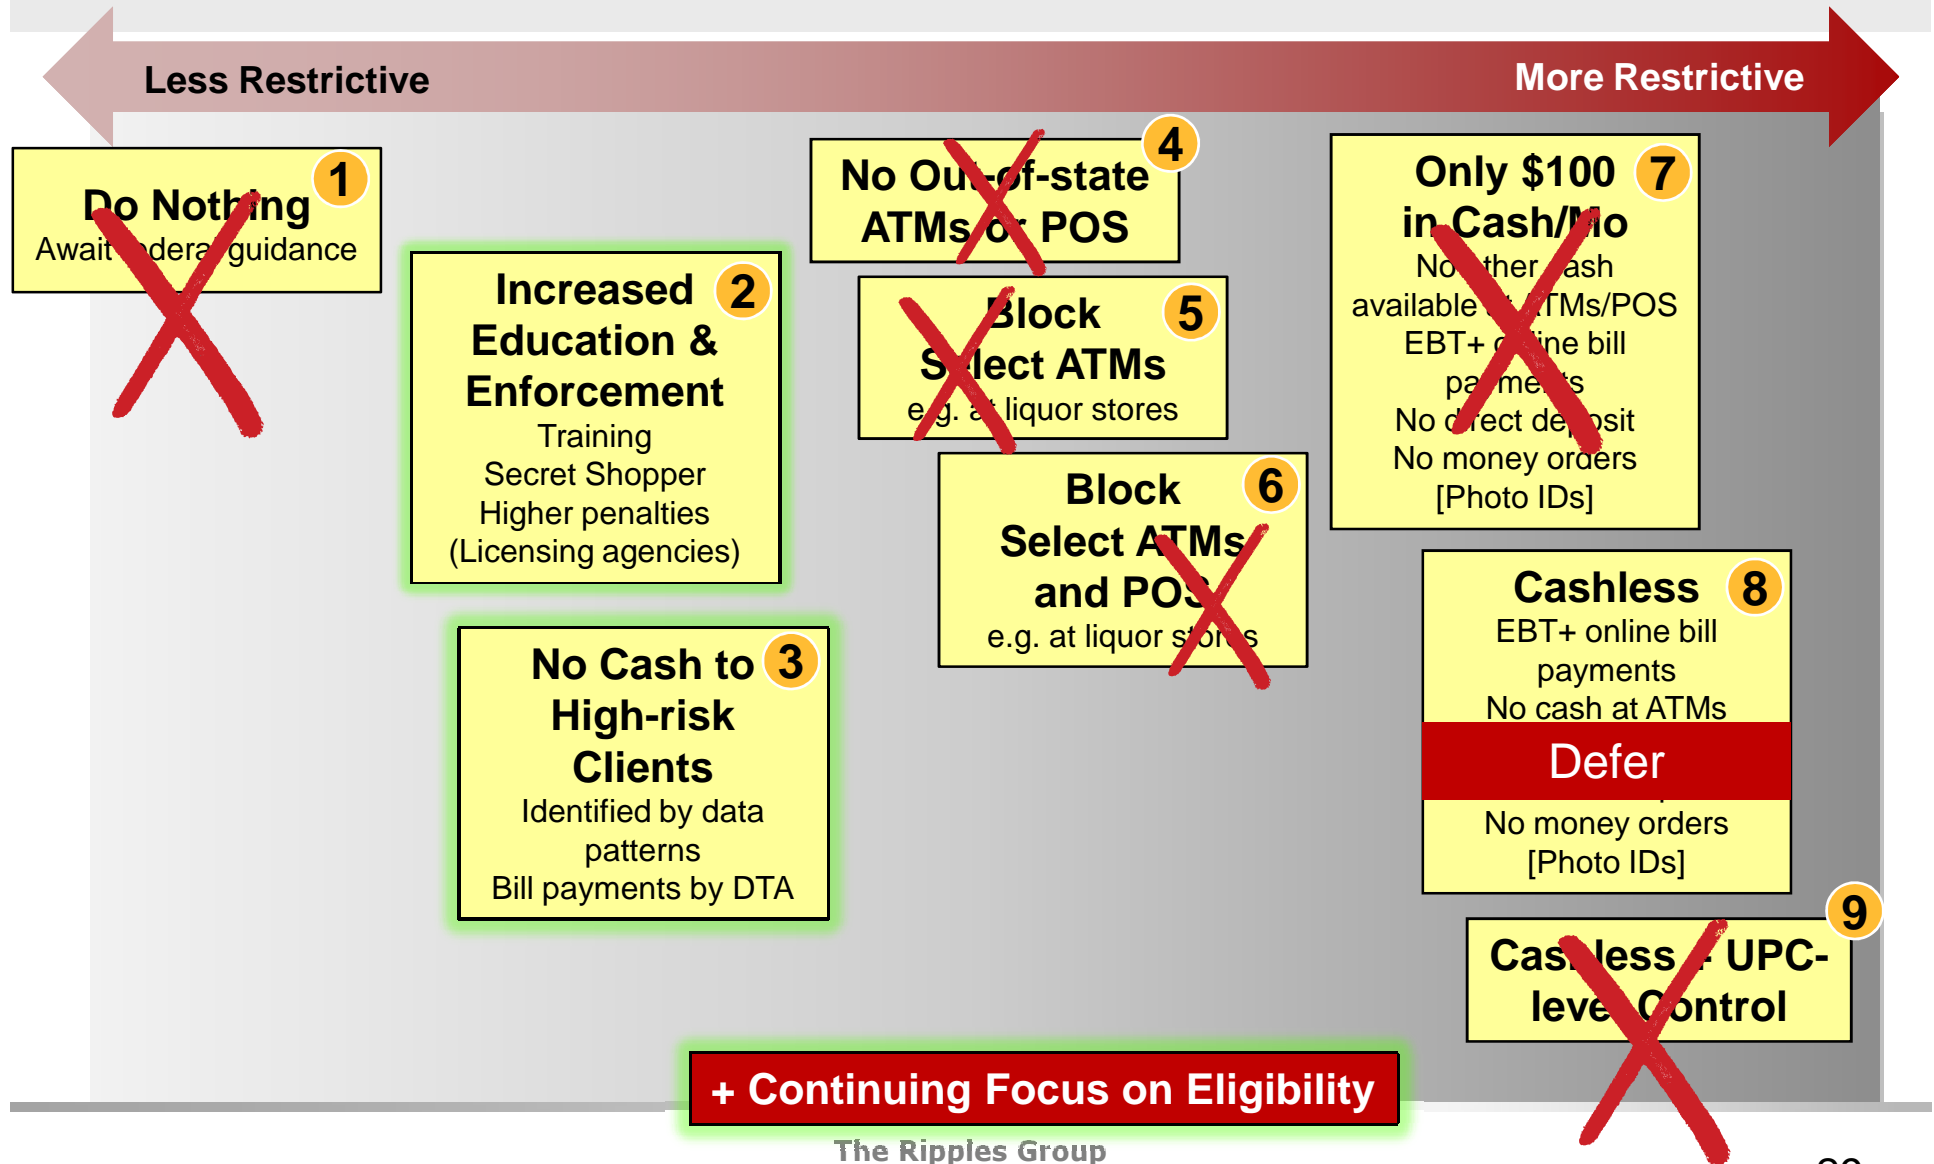 Less Restrictive
More Restrictive
1
Do Nothing
Await federal guidance
2
Increased
Education &
Enforcement
Training
Secret Shopper
Higher penalties
(Licensing agencies)
3
No Cash to
High-risk
Clients
Identified by data
patterns
Bill payments by DTA
4
No Out-of-state
ATMs or POS
5
Block
Select ATMs
e.g. at liquor stores
6
Block
Select ATMs
and POS
e.g. at liquor stores
7
Only $100
in Cash/Mo
No other cash
available at ATMs/POS
EBT+ online bill
payments
No direct deposit
No money orders
[Photo IDs]
8
Cashless
EBT+ online bill
payments
No cash at ATMs
Defer
No money orders
[Photo IDs]
9
Cashless + UPC-
level Control
+ Continuing Focus on Eligibility
The Ripples Group